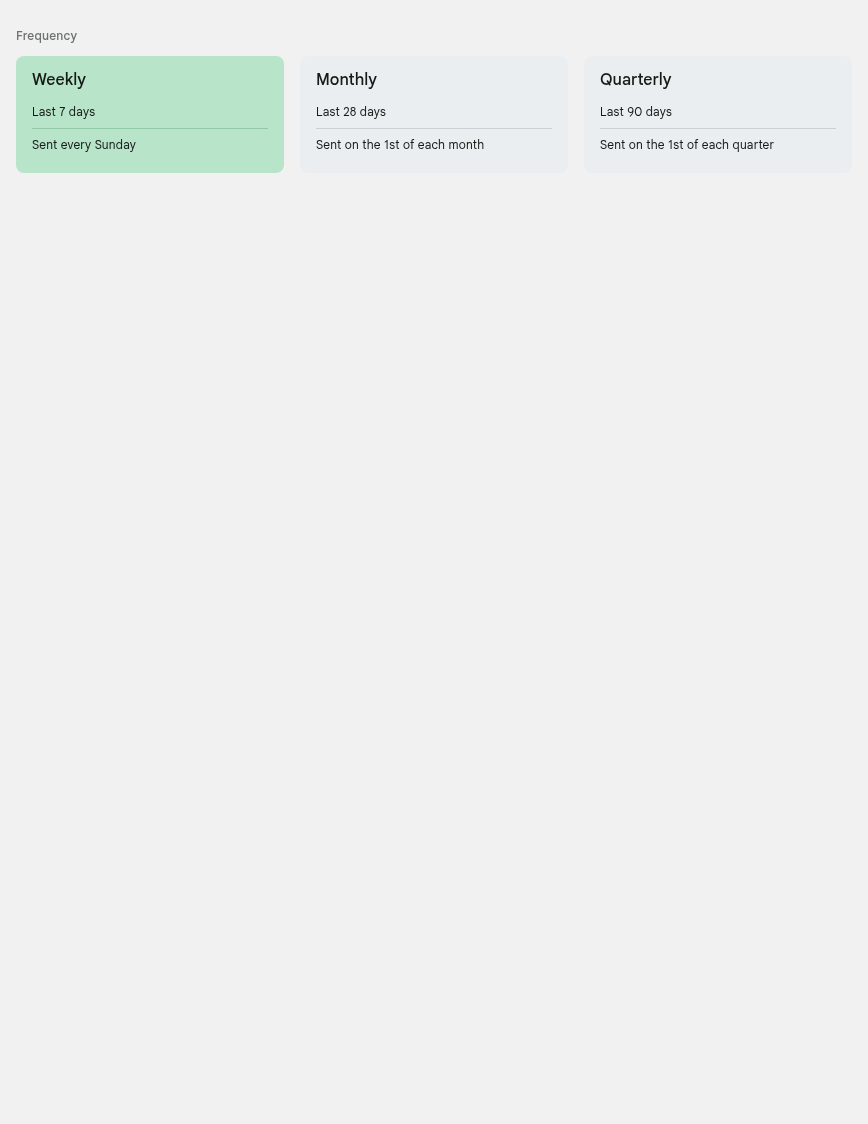 Frequency
Weekly
Last 7 days
Sent every Sunday
Monthly
Last 28 days
Sent on the 1st of each month
Quarterly
Last 90 days
Sent on the 1st of each quarter